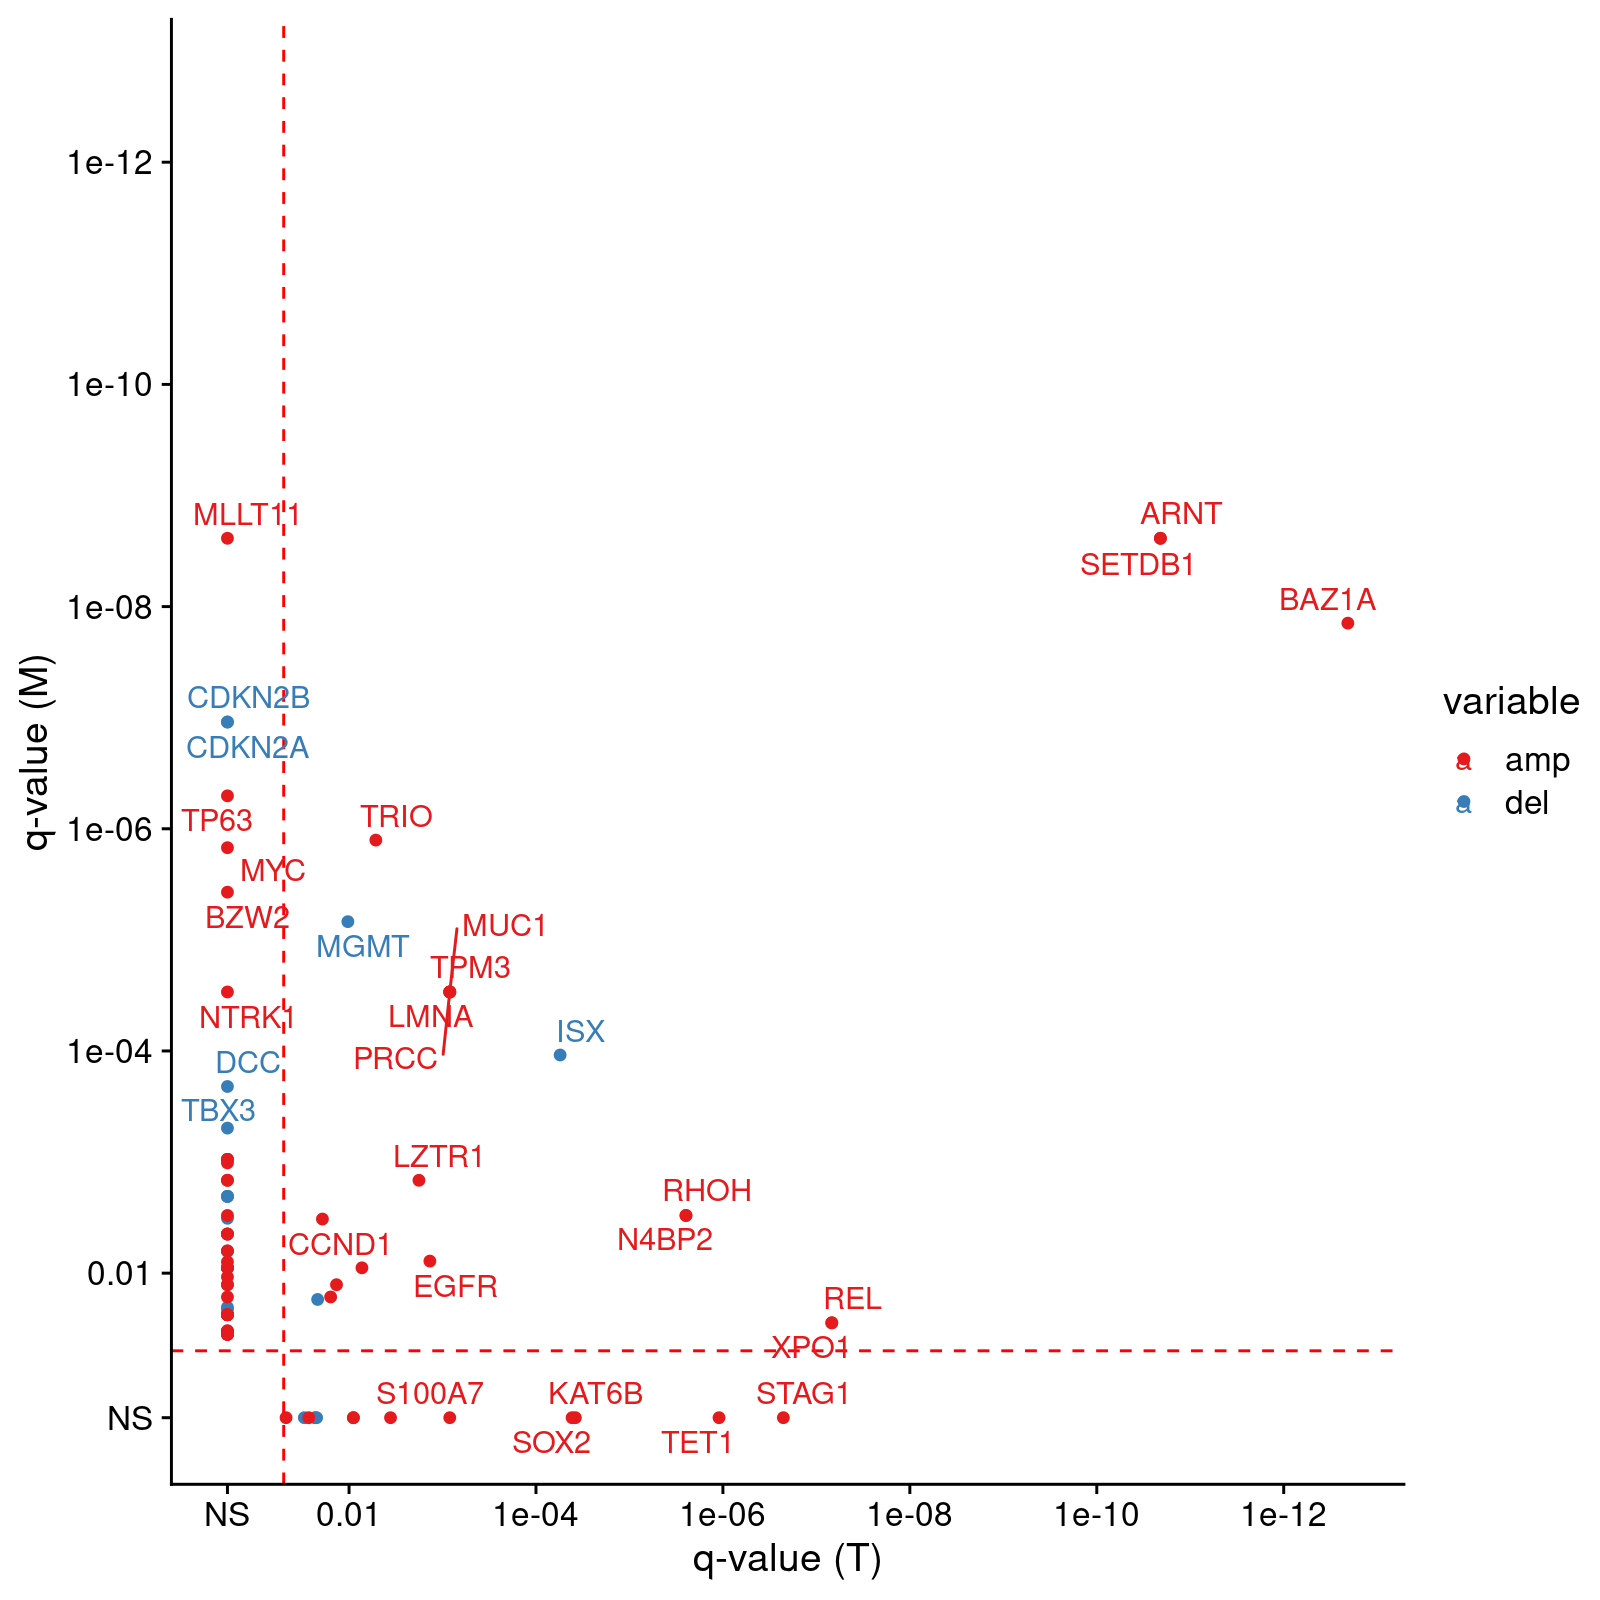 1e-12
1e-10
MLLT11
ARNT
SETDB1
BAZ1A
1e-08
CDKN2B
CDKN2A
TP63
TRIO
1e-06
MYC
BZW2
MUC1
MGMT
TPM3
NTRK1
LMNA
ISX
1e-04
PRCC
DCC
TBX3
LZTR1
RHOH
N4BP2
CCND1
0.01
EGFR
REL
XPO1
S100A7
KAT6B
STAG1
NS
SOX2
TET1
NS
0.01
1e-04
1e-06
1e-08
1e-10
1e-12
q-value (T)
q-value (M)
variable
a amp
a del